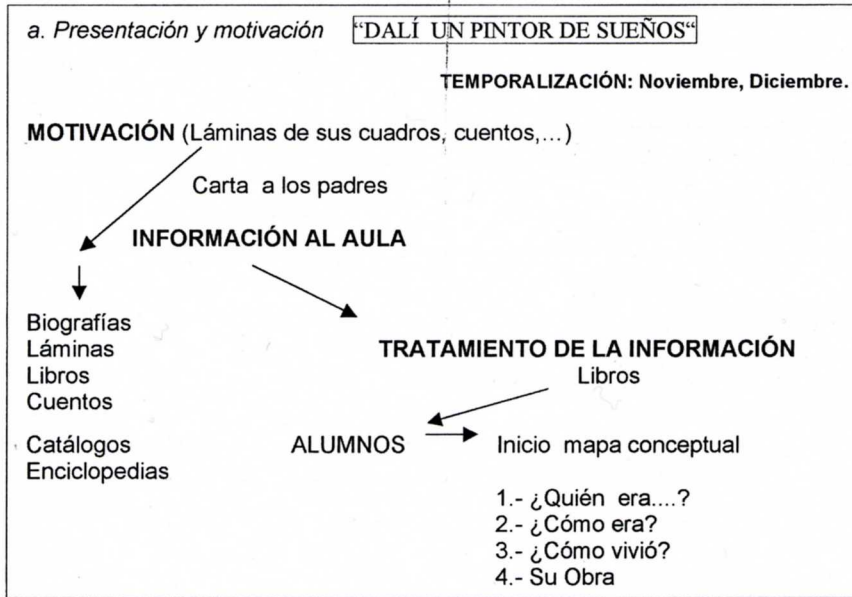 a. Presentación y motivación “DALÍ UN PINTOR DE SUEÑOS“
TEMPORALIZACIÓN: Noviembre, Diciembre.
MOTIVACIÓN (Láminas de sus cuadros, cuentos,...)
Carta a los padres
INFORMACIÓN AL AULA
Biografías
Láminas
Libros
Cuentos
Catálogos
Enciclopedias
TRATAMIENTO DE LA INFORMACIÓN
Libros
ALUMNOS
Inicio mapa conceptual
1.- ¿Quién era....?
2.- ¿Cómo era?
3.- ¿Cómo vivió?
4.- Su Obra